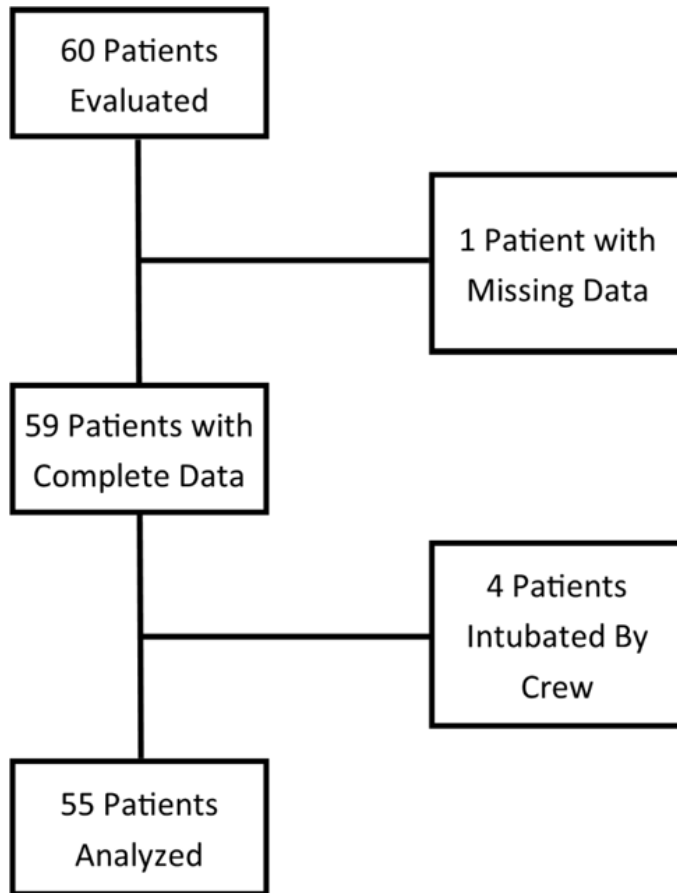 60 Patients
Evaluated
1 Patient with
Missing Data
59 Patients with
Complete Data
4 Patients
Intubated By
Crew
55 Patients
Analyzed